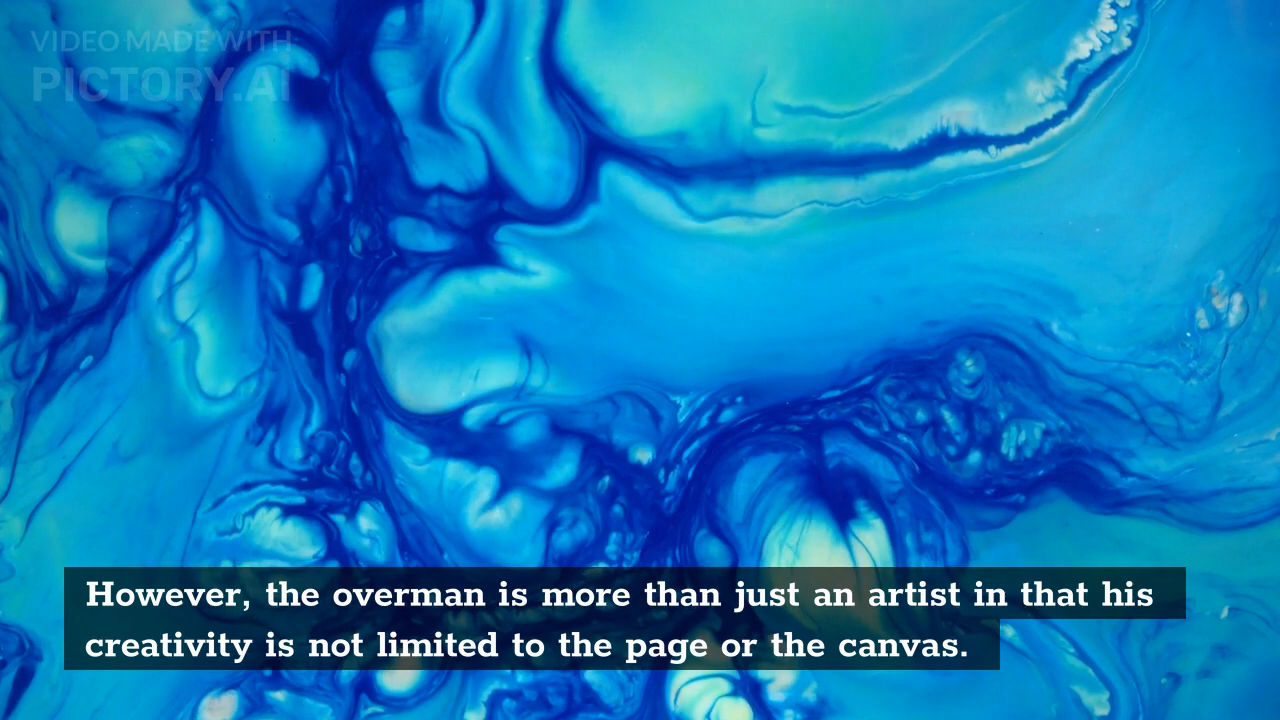 VIDEO MADE WITH
PICTORY.AI
However, the overman is more than just an artist in that his
creativity is not limited to the page or the canvas.